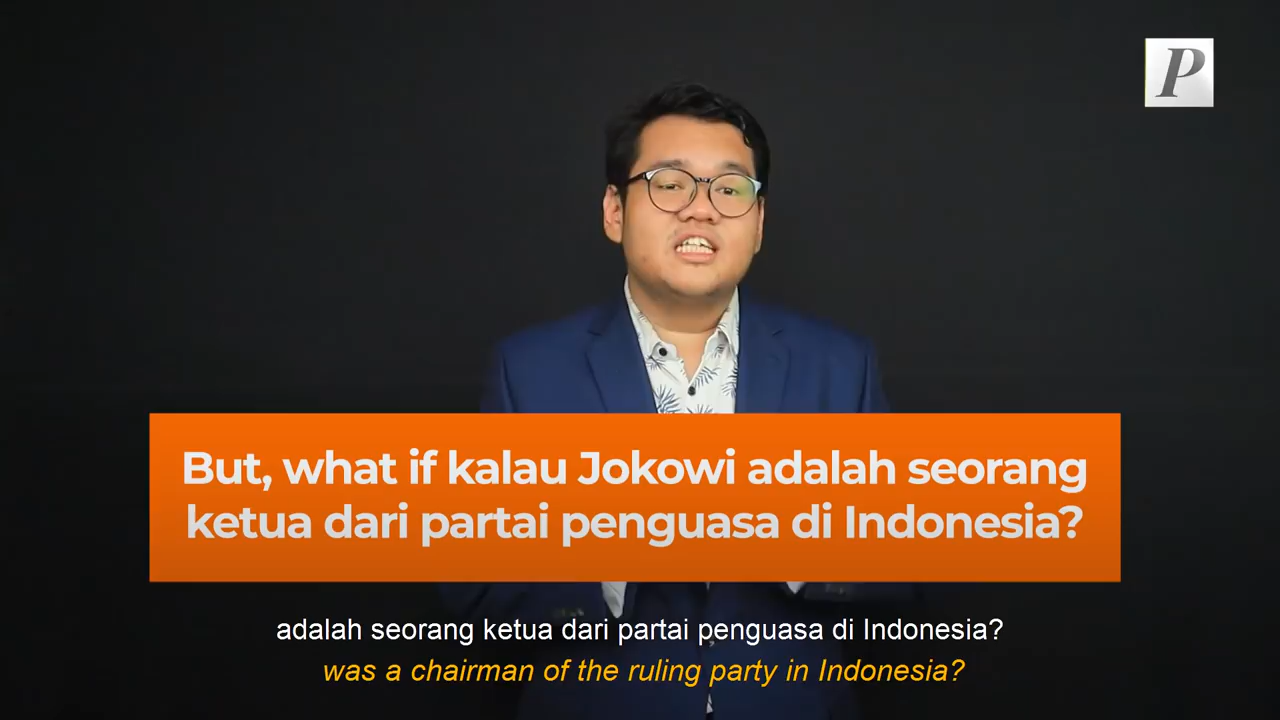 P
But, what if kalau Jokowi adalah seorang
ketua dari partai penguasa di Indonesia?
adalah seorang ketua dari partai penguasa di Indonesia?
was a chairman of the ruling party in Indonesia?